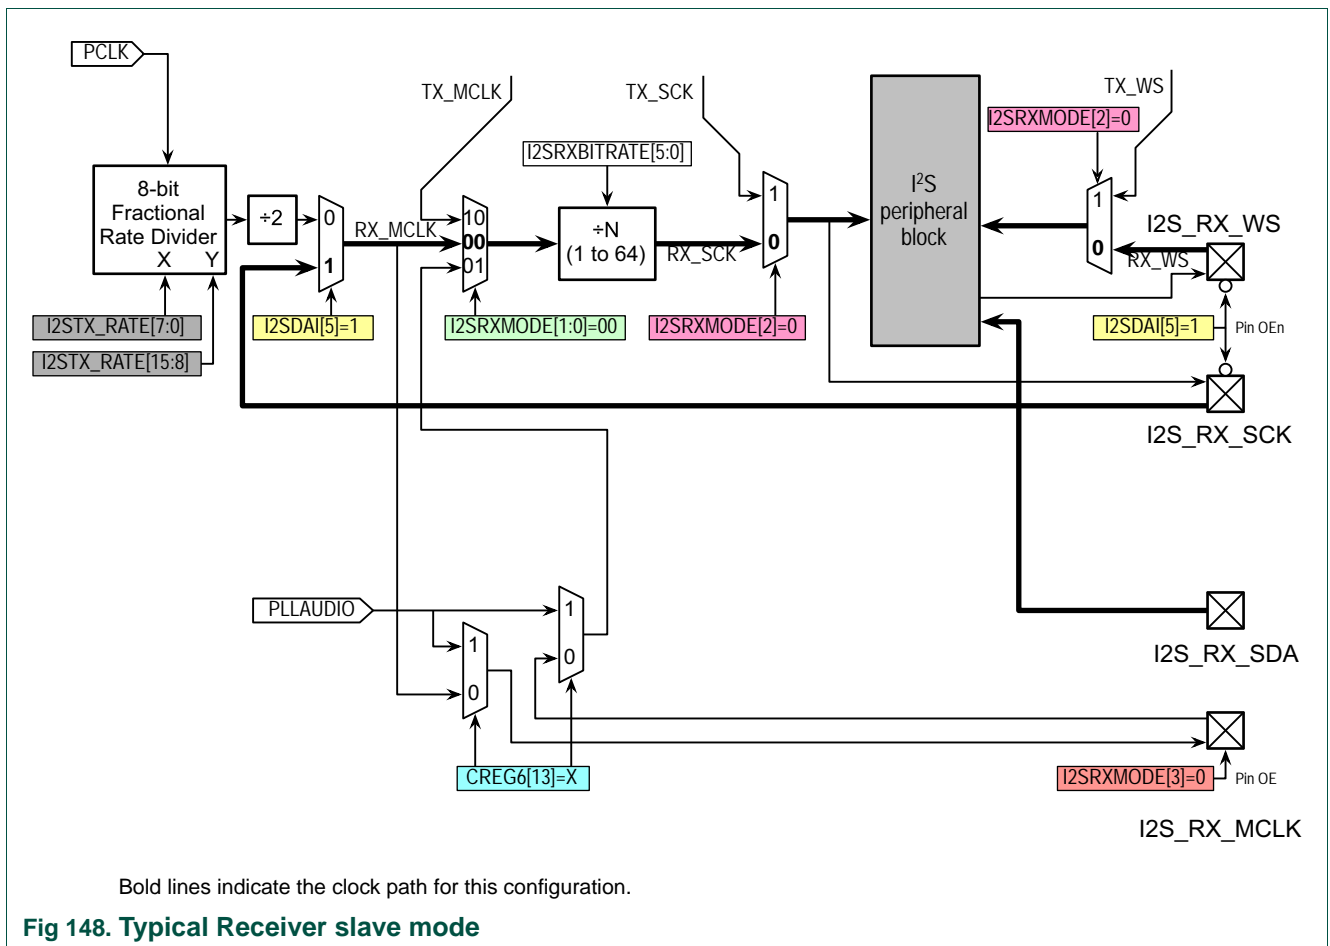 PCLK
TX_MCLK
TX_SCK
TX_WS
I2SRXMODE[2]=0
I2SRXBITRATE[5:0]
8-bit
Fractional
Rate Divider
X Y
÷2
0
1
RX_MCLK
10
00
01
÷N
(1 to 64)
RX_SCK
1
0
I²S
peripheral
block
1
0
RX_WS
I2S_RX_WS
I2STX_RATE[7:0]
I2STX_RATE[15:8]
I2SDAI[5]=1
I2SRXMODE[1:0]=00
I2SRXMODE[2]=0
I2SDAI[5]=1
Pin OEn
I2S_RX_SCK
PLLAUDIO
1
0
1
0
I2S_RX_SDA
CREG6[13]=X
I2SRXMODE[3]=0
Pin OE
I2S_RX_MCLK
Bold lines indicate the clock path for this configuration.
Fig 148. Typical Receiver slave mode